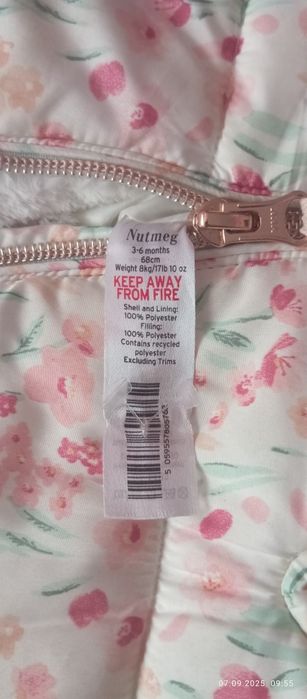 Nutmeg
3-6 months
68cm
Weight 8kg/17lb 10 oz
KEEP AWAY
FROM FIRE
Shell and Lining:
100% Polyester
Filling:
100% Polyester
Contains recycled
polyester
Excluding Trims
07.09.2025, 09:55